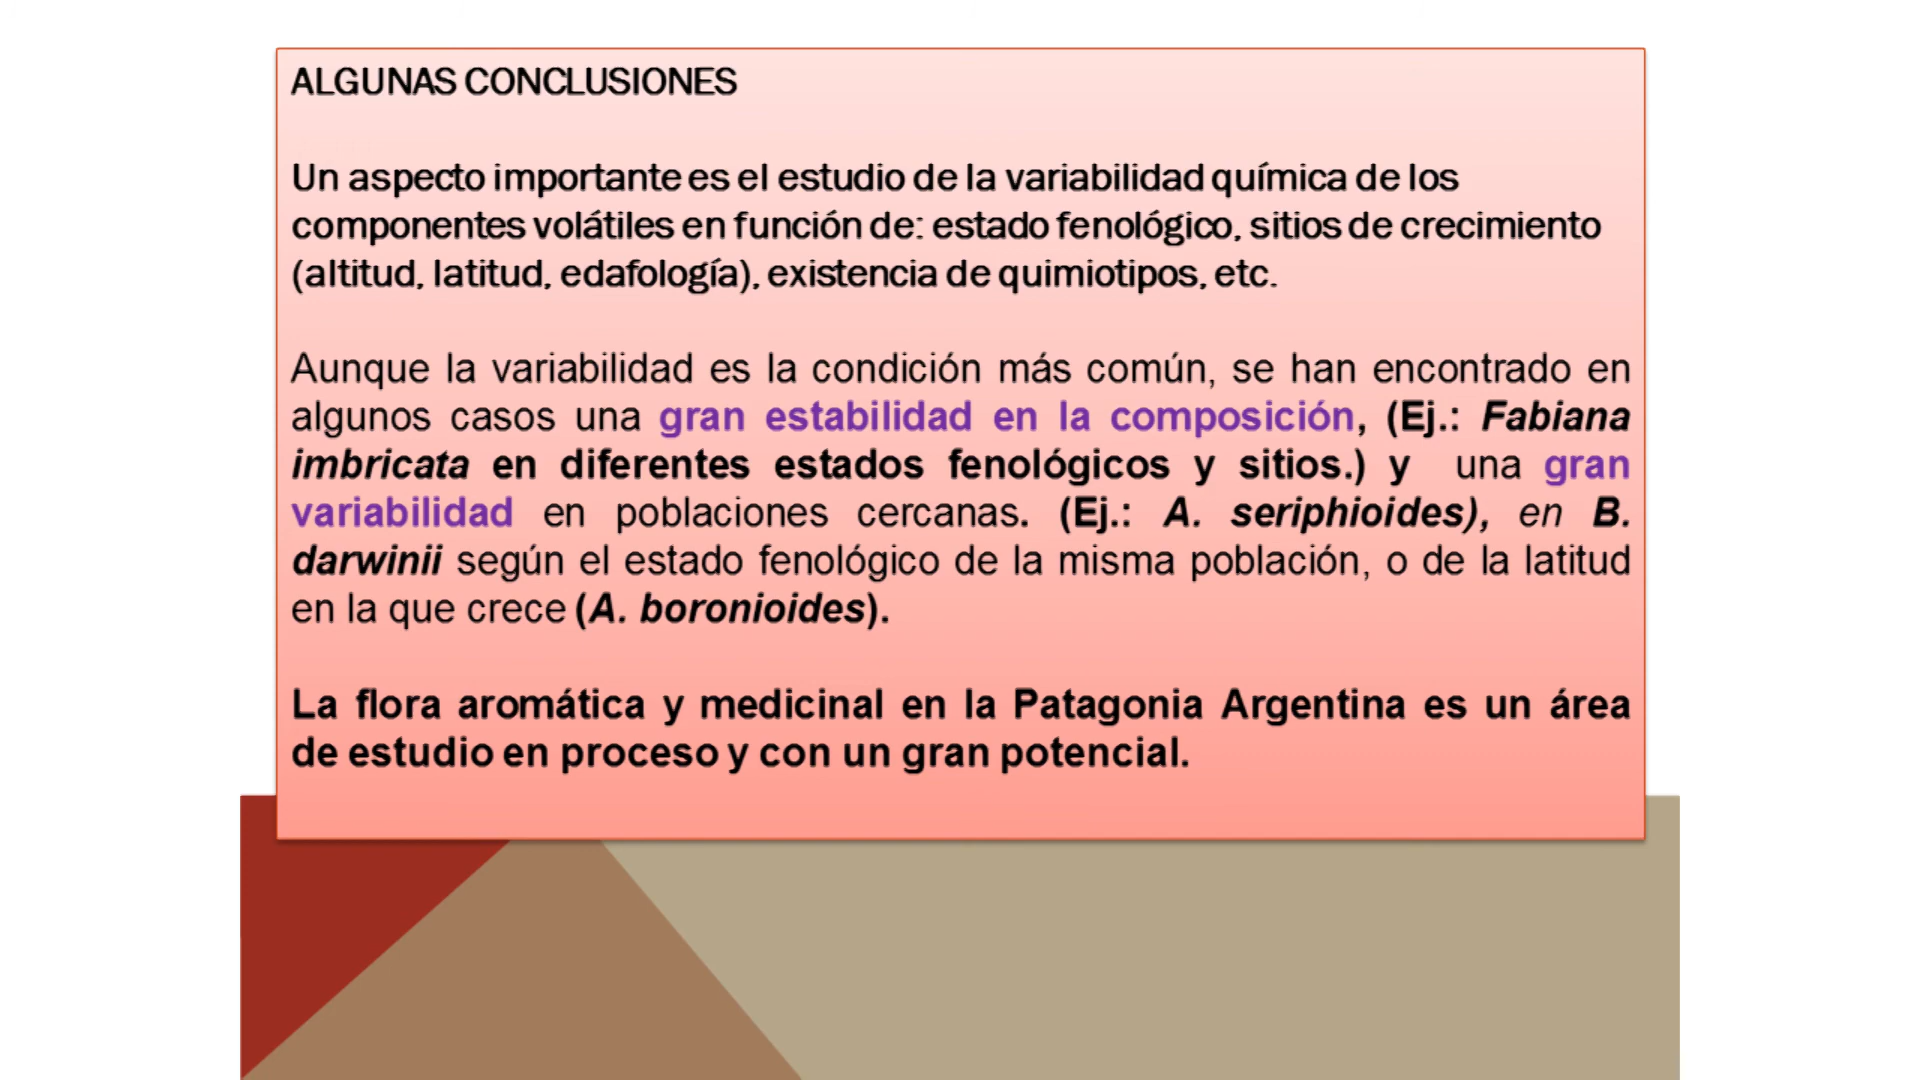 ALGUNAS CONCLUSIONES
Un aspecto importante es el estudio de la variabilidad química de los
componentes volátiles en función de: estado fenológico, sitios de crecimiento
(altitud, latitud, edafología), existencia de quimiotipos, etc.
Aunque la variabilidad es la condición más común, se han encontrado en
algunos casos una gran estabilidad en la composición, (Ej.: Fabiana
imbricata en diferentes estados fenológicos y sitios.) y una gran
variabilidad en poblaciones cercanas. (Ej.: A. seriphioides), en B.
darwinii según el estado fenológico de la misma población, o de la latitud
en la que crece (A. boronioides).
La flora aromática y medicinal en la Patagonia Argentina es un área
de estudio en proceso y con un gran potencial.